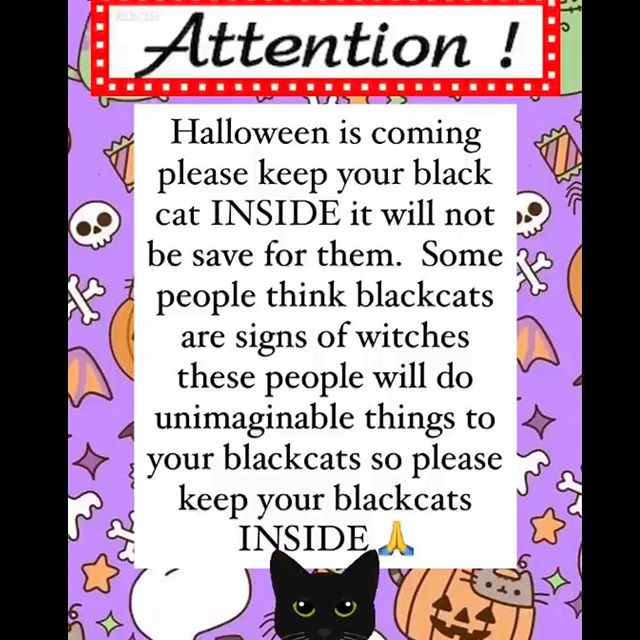 Attention !
Halloween is coming
please keep your black
cat INSIDE it will not
be save for them. Some
people think blackcats
are signs of witches
these people will do
unimaginable things to
your blackcats so please
keep your blackcats
INSIDE 🙏